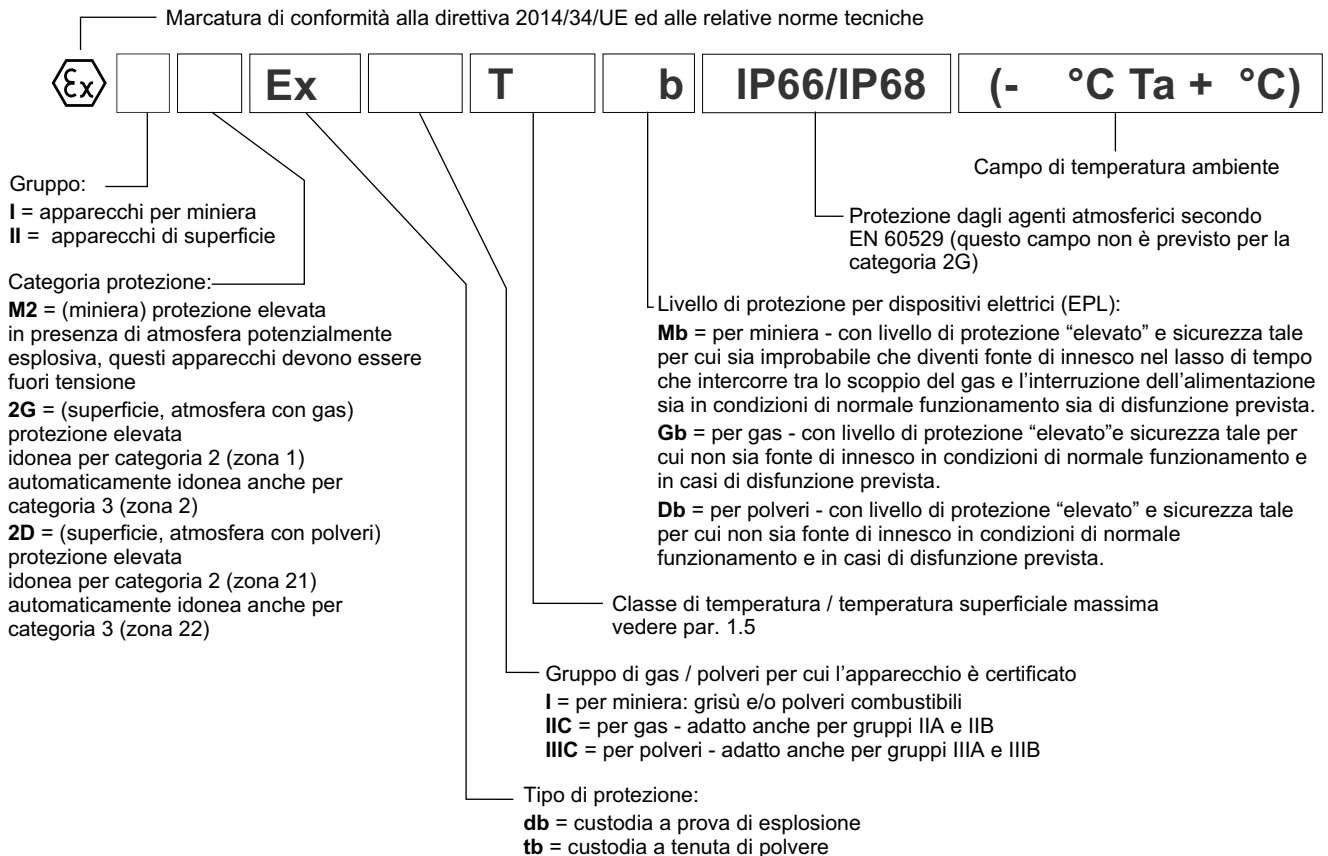 Marcatura di conformità alla direttiva 2014/34/UE ed alle relative norme tecniche
Ex Ex T b IP66/IP68 (- °C Ta + °C)
Campo di temperatura ambiente
Gruppo:
I = apparecchi per miniera
II = apparecchi di superficie
Protezione dagli agenti atmosferici secondo
EN 60529 (questo campo non è previsto per la
categoria 2G)
Categoria protezione:
M2 = (miniera) protezione elevata
in presenza di atmosfera potenzialmente
esplosiva, questi apparecchi devono essere
fuori tensione
2G = (superficie, atmosfera con gas)
protezione elevata
idonea per categoria 2 (zona 1)
automaticamente idonea anche per
categoria 3 (zona 2)
2D = (superficie, atmosfera con polveri)
protezione elevata
idonea per categoria 2 (zona 21)
automaticamente idonea anche per
categoria 3 (zona 22)
Livello di protezione per dispositivi elettrici (EPL):
Mb = per miniera - con livello di protezione “elevato” e sicurezza tale
per cui sia improbabile che diventi fonte di innesco nel lasso di tempo
che intercorre tra lo scoppio del gas e l’interruzione dell’alimentazione
sia in condizioni di normale funzionamento sia di disfunzione prevista.
Gb = per gas - con livello di protezione “elevato”e sicurezza tale per
cui non sia fonte di innesco in condizioni di normale funzionamento e
in casi di disfunzione prevista.
Db = per polveri - con livello di protezione “elevato” e sicurezza tale
per cui non sia fonte di innesco in condizioni di normale
funzionamento e in casi di disfunzione prevista.
Classe di temperatura / temperatura superficiale massima
vedere par. 1.5
Gruppo di gas / polveri per cui l’apparecchio è certificato
I = per miniera: grisù e/o polveri combustibili
IIC = per gas - adatto anche per gruppi IIA e IIB
IIIC = per polveri - adatto anche per gruppi IIIA e IIIB
Tipo di protezione:
db = custodia a prova di esplosione
tb = custodia a tenuta di polvere